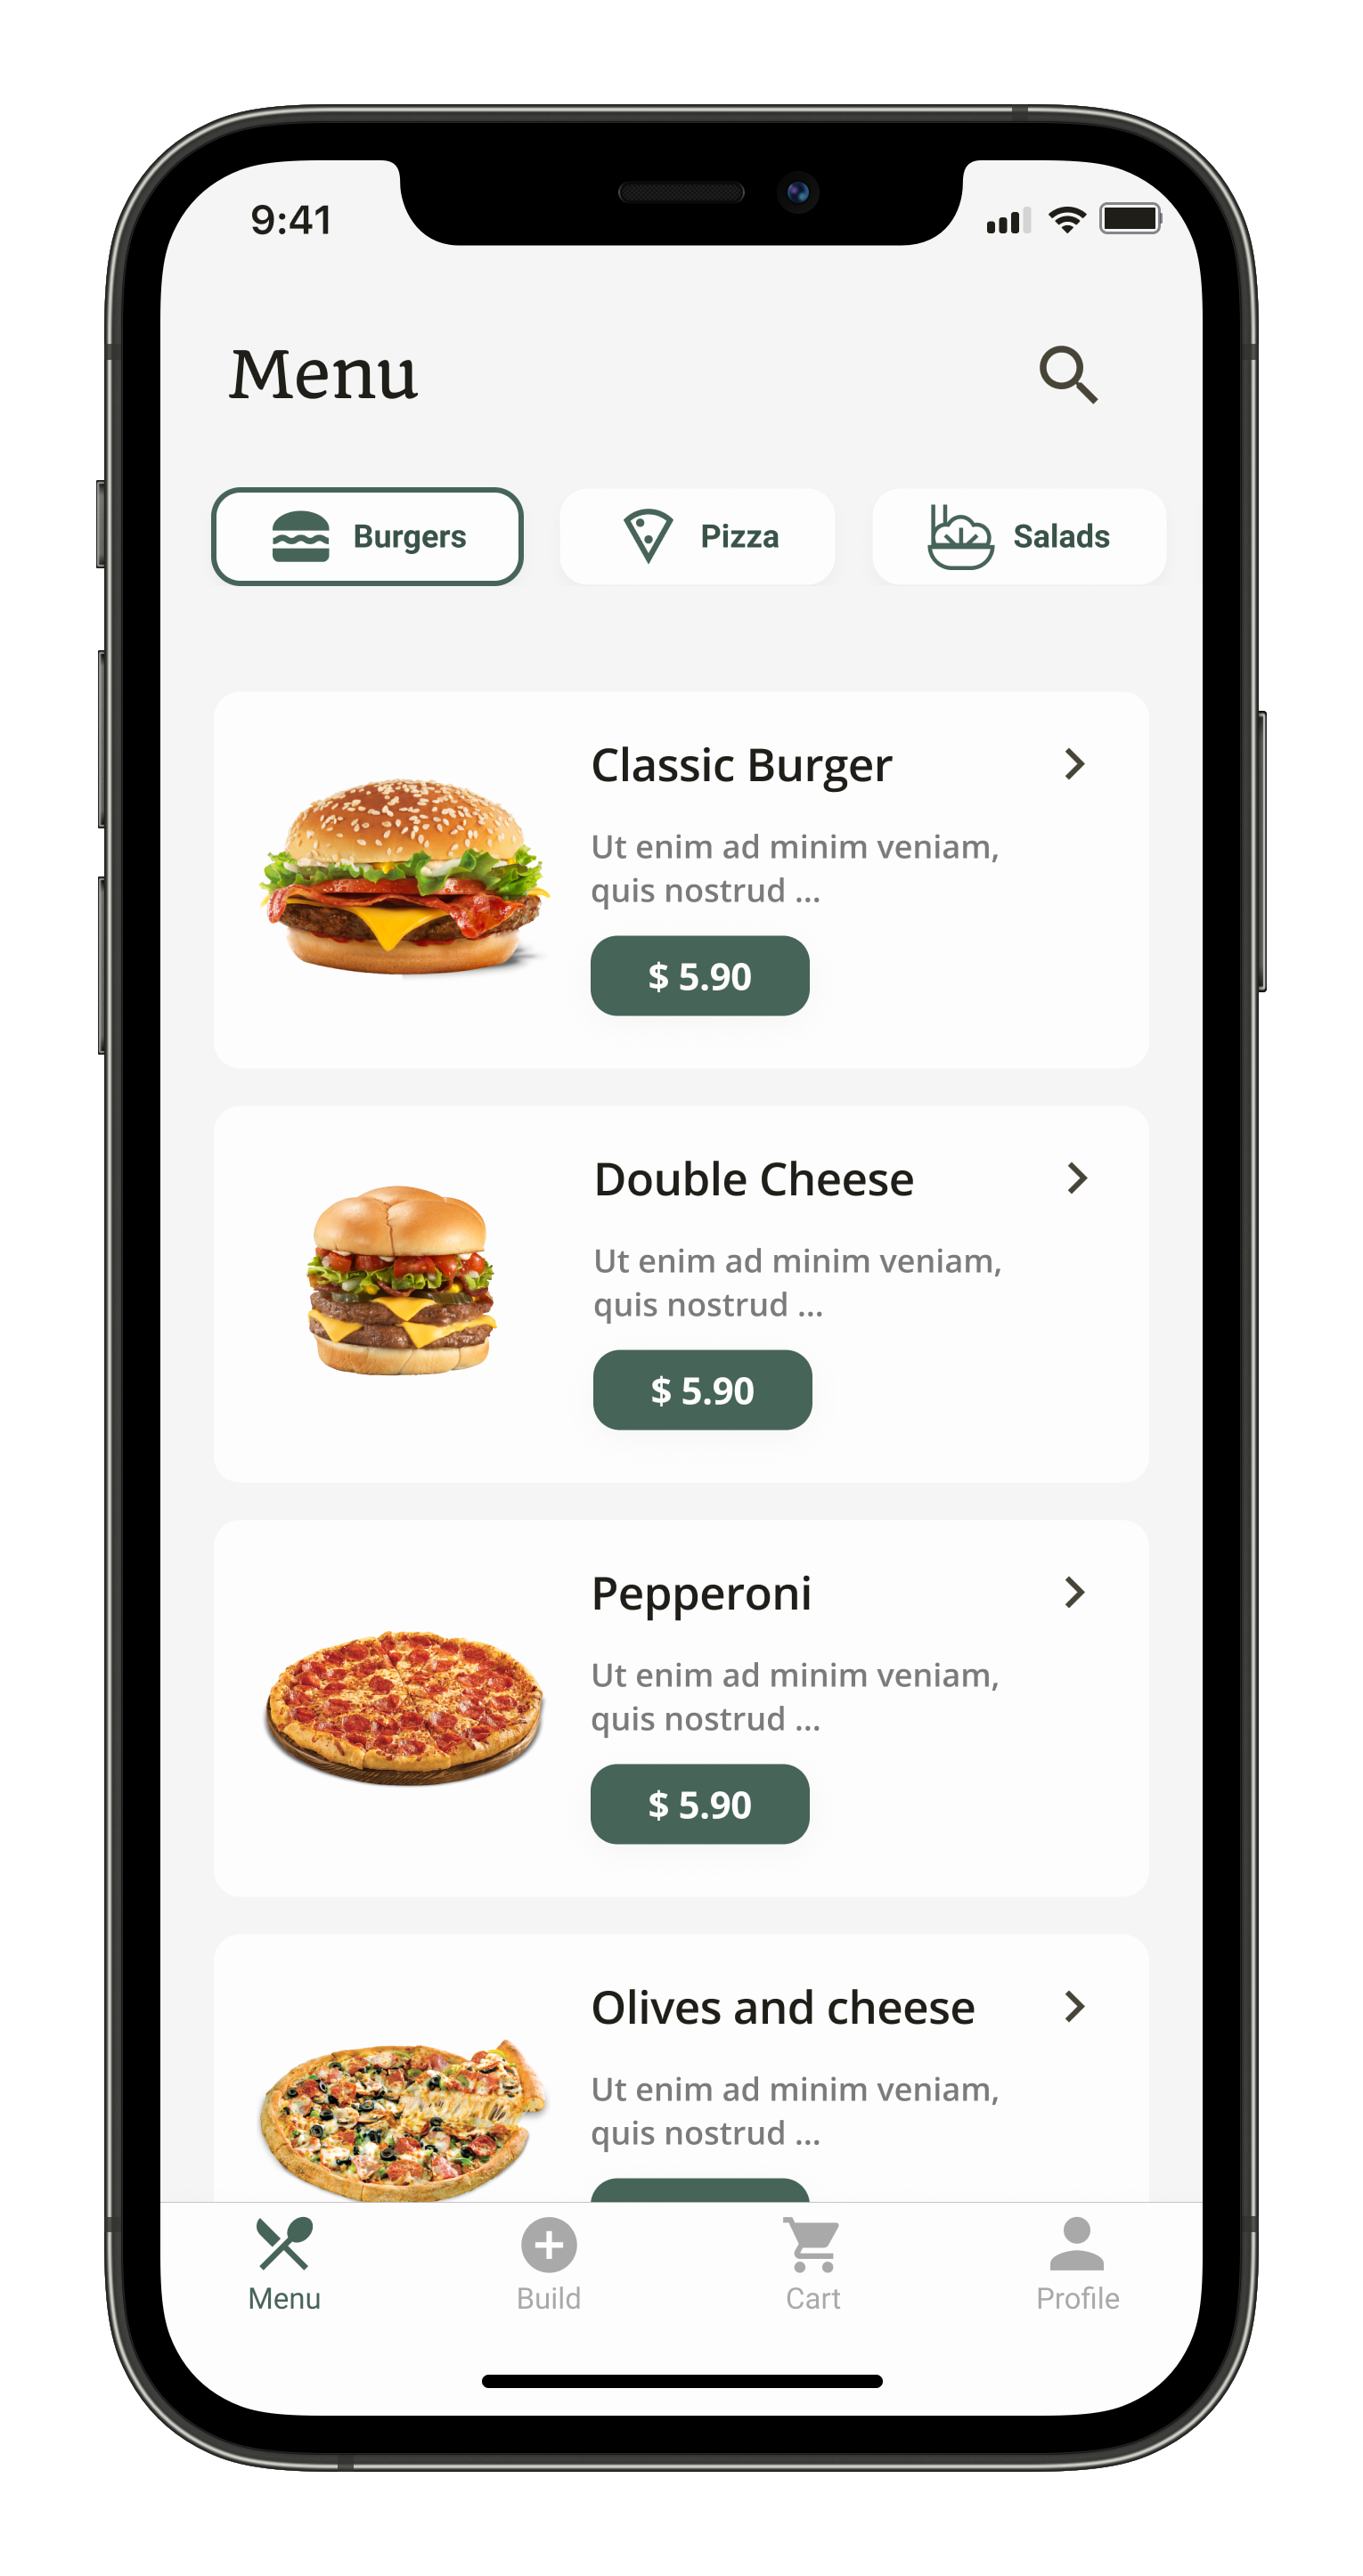 9:41
Menu
Burgers
Pizza
Salads
Classic Burger
Ut enim ad minim veniam,
quis nostrud ...
$ 5.90
Double Cheese
Ut enim ad minim veniam,
quis nostrud ...
$ 5.90
Pepperoni
Ut enim ad minim veniam,
quis nostrud ...
$ 5.90
Olives and cheese
Ut enim ad minim veniam,
quis nostrud ...
Menu
Build
Cart
Profile